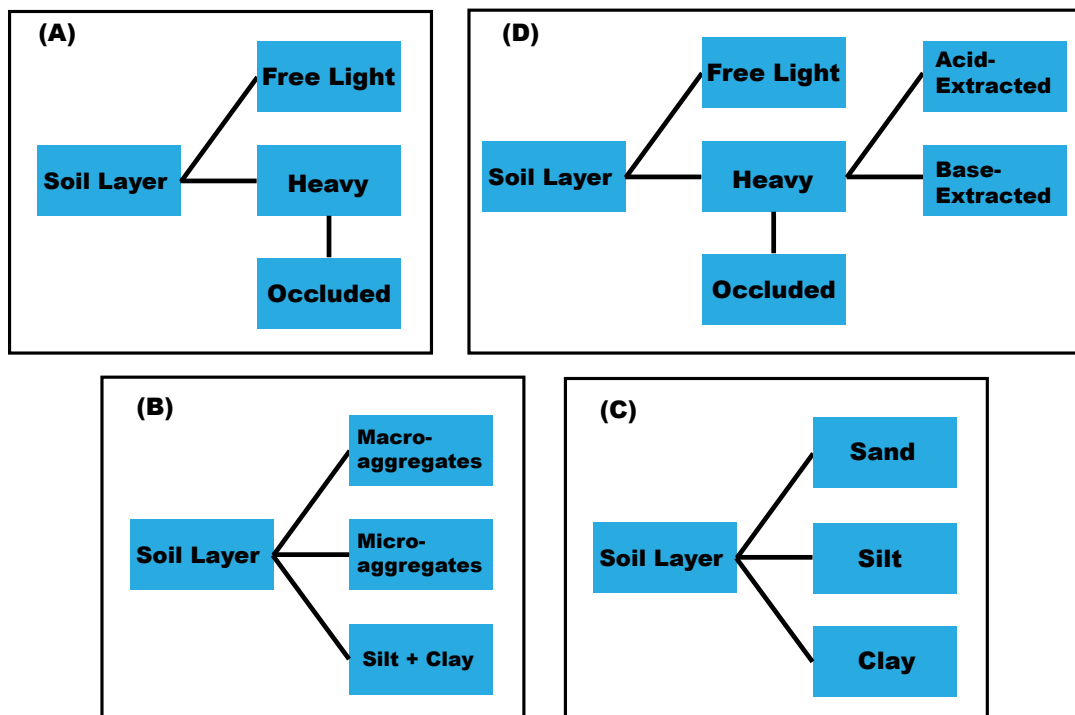 (A)
Free Light
Soil Layer
Heavy
Occluded
(D)
Free Light
Acid-
Extracted
Soil Layer
Heavy
Base-
Extracted
Occluded
(B)
Macro-
aggregates
Soil Layer
Micro-
aggregates
Silt + Clay
(C)
Sand
Soil Layer
Silt
Clay